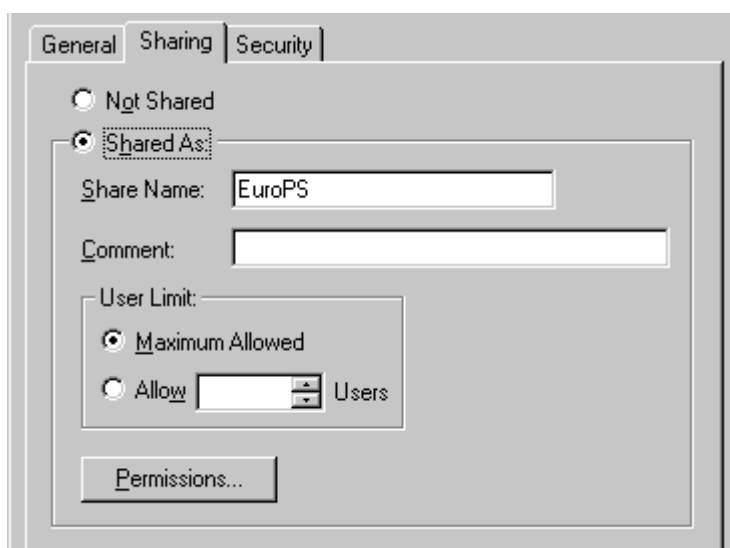 General Sharing Security
Not Shared
Shared As:
Share Name: EuroPS
Comment:
User Limit:
Maximum Allowed
Allow Users
Permissions...